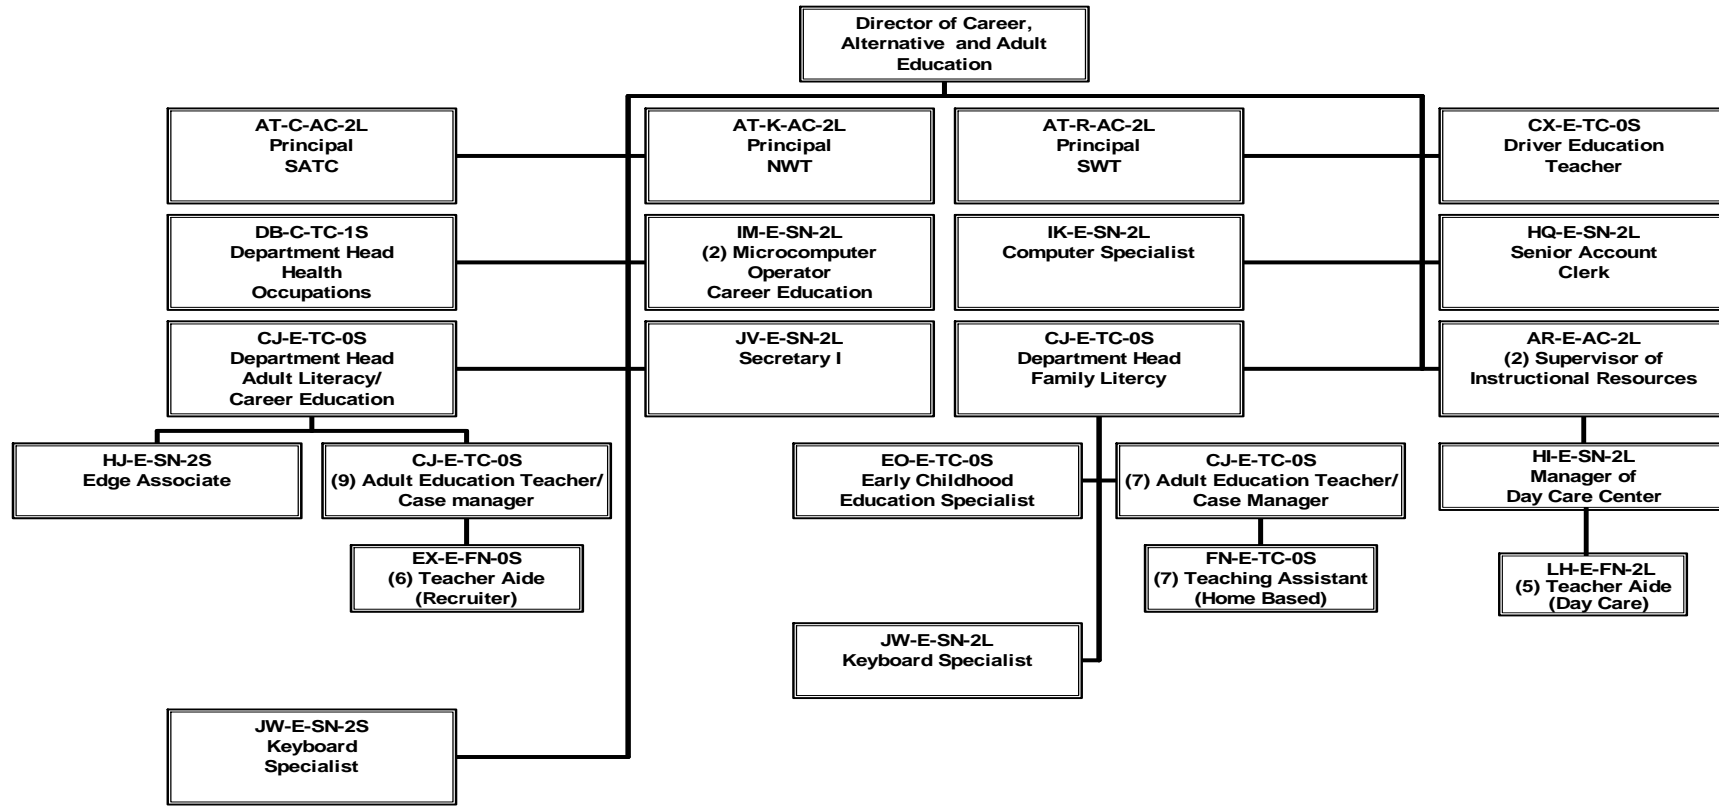 Director of Career,
Alternative and Adult
Education
AT-C-AC-2L
Principal
SATC
AT-K-AC-2L
Principal
NWT
AT-R-AC-2L
Principal
SWT
CX-E-TC-0S
Driver Education
Teacher
DB-C-TC-1S
Department Head
Health
Occupations
IM-E-SN-2L
(2) Microcomputer
Operator
Career Education
IK-E-SN-2L
Computer Specialist
HQ-E-SN-2L
Senior Account
Clerk
CJ-E-TC-0S
Department Head
Adult Literacy/
Career Education
JV-E-SN-2L
Secretary I
CJ-E-TC-0S
Department Head
Family Litercy
AR-E-AC-2L
(2) Supervisor of
Instructional Resources
HJ-E-SN-2S
Edge Associate
CJ-E-TC-0S
(9) Adult Education Teacher/
Case manager
EO-E-TC-0S
Early Childhood
Education Specialist
CJ-E-TC-0S
(7) Adult Education Teacher/
Case Manager
HI-E-SN-2L
Manager of
Day Care Center
EX-E-FN-0S
(6) Teacher Aide
(Recruiter)
FN-E-TC-0S
(7) Teaching Assistant
(Home Based)
LH-E-FN-2L
(5) Teacher Aide
(Day Care)
JW-E-SN-2L
Keyboard Specialist
JW-E-SN-2S
Keyboard
Specialist